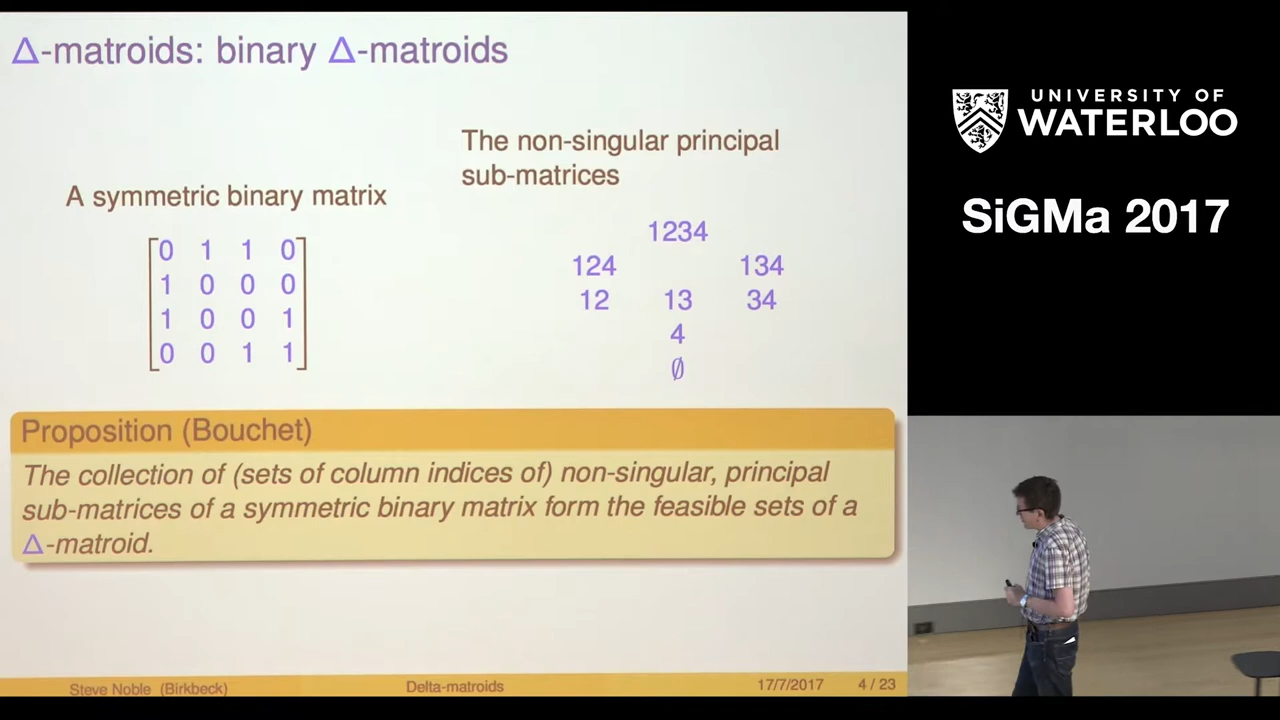 Δ-matroids: binary Δ-matroids
A symmetric binary matrix
0 1 1 0
1 0 0 0
1 0 0 1
0 0 1 1
The non-singular principal
sub-matrices
1234
124 134
12 13 34
4
∅
Proposition (Bouchet)
The collection of (sets of column indices of) non-singular, principal
sub-matrices of a symmetric binary matrix form the feasible sets of a
Δ-matroid.
Steve Noble (Birkbeck) Delta-matroids 17/7/2017 4 / 23
UNIVERSITY OF
WATERLOO
SiGMa 2017